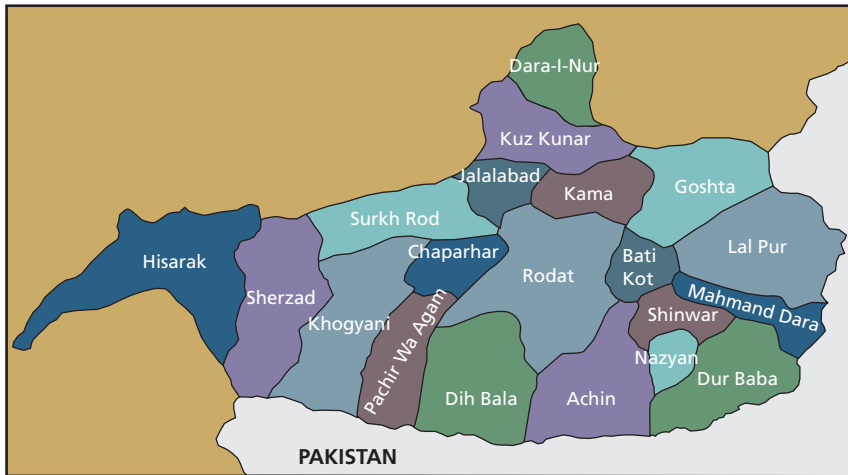 Dara-I-Nur
Kuz Kunar
Jalalabad
Kama
Goshta
Surkh Rod
Hisarak
Chaparhar
Rodat
Bati
Kot
Lal Pur
Sherzad
Khogyani
Pachir Wa Agam
Shinwar
Mahmand Dara
Nazyan
Dih Bala
Achin
Dur Baba
PAKISTAN